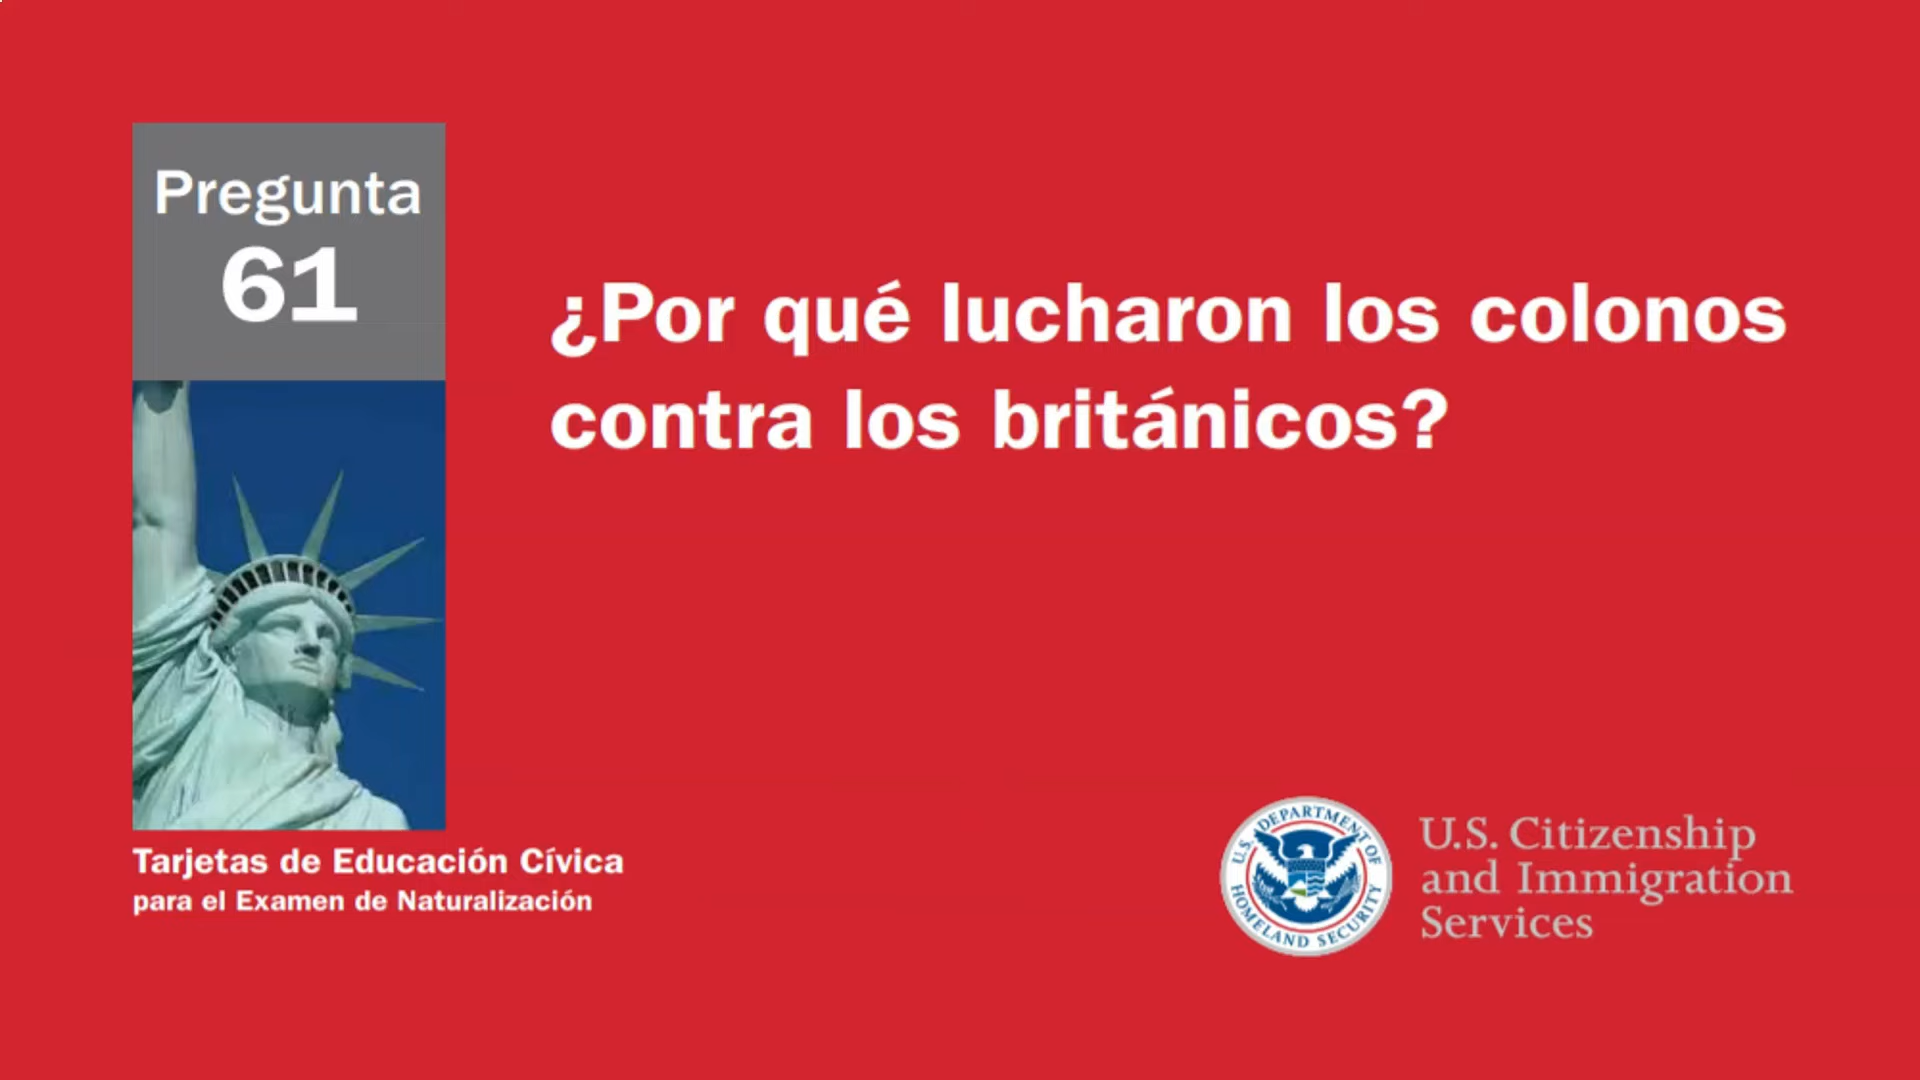 Pregunta
61
¿Por qué lucharon los colonos
contra los británicos?
Tarjetas de Educación Cívica
para el Examen de Naturalización
U.S. DEPARTMENT OF
HOMELAND SECURITY
U.S. Citizenship
and Immigration
Services